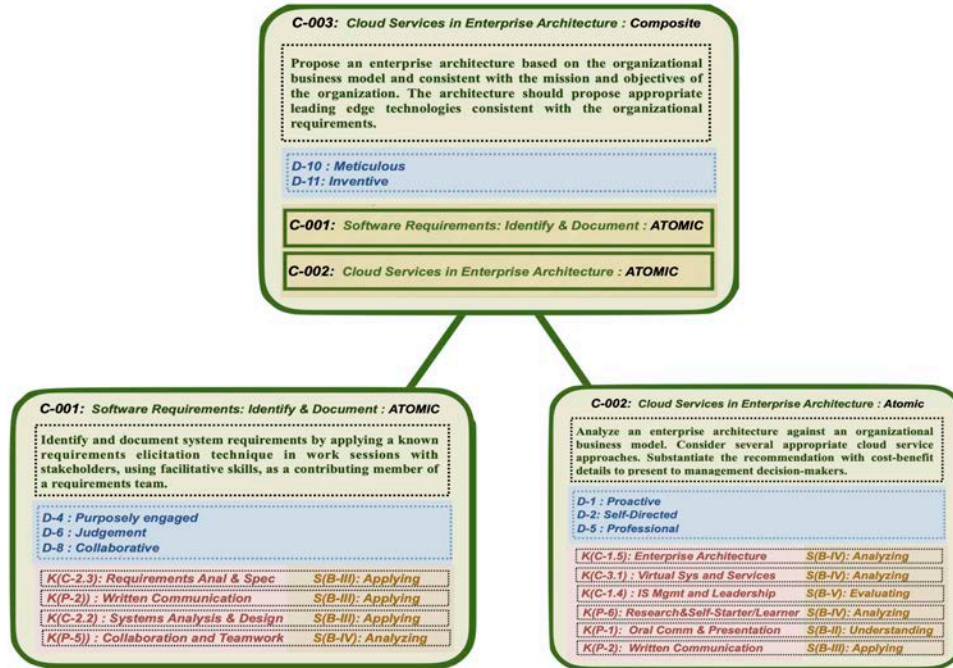 C-003: Cloud Services in Enterprise Architecture : Composite
Propose an enterprise architecture based on the organizational
business model and consistent with the mission and objectives
of the organization. The architecture should propose appropriate
leading edge technologies consistent with the organizational
requirements.
D-10 : Meticulous
D-11: Inventive
C-001: Software Requirements: Identify & Document : ATOMIC
C-002: Cloud Services in Enterprise Architecture : ATOMIC
C-001: Software Requirements: Identify & Document : ATOMIC
Identify and document system requirements by applying a known
requirements elicitation technique in work sessions with
stakeholders, using facilitative skills, as a contributing member of
a requirements team.
D-4 : Purposely engaged
D-6 : Judgement
D-8 : Collaborative
K(C-2.3): Requirements Anal & Spec S(B-III): Applying
K(P-2)) : Written Communication S(B-III): Applying
K(C-2.2) : Systems Analysis & Design S(B-III): Applying
K(P-5)) : Collaboration and Teamwork S(B-IV): Analyzing
C-002: Cloud Services in Enterprise Architecture : Atomic
Analyze an enterprise architecture against an organizational
business model. Consider several appropriate cloud service
approaches. Substantiate the recommendation with cost-benefit
details to present to management decision-makers.
D-1 : Proactive
D-2: Self-Directed
D-5 : Professional
K(C-1.5): Enterprise Architecture S(B-IV): Analyzing
K(C-3.1) : Virtual Sys and Services S(B-IV): Analyzing
K(C-1.4) : IS Mgmt and Leadership S(B-V): Evaluating
K(P-6): Research&Self-Starter/Learner S(B-IV): Analyzing
K(P-1): Oral Comm & Presentation S(B-II): Understanding
K(P-2): Written Communication S(B-III): Applying